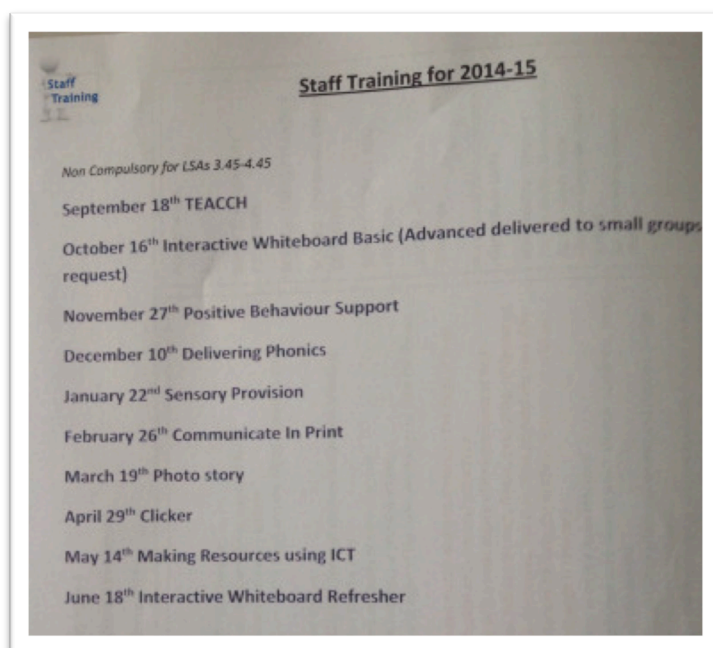 Staff
Training
Staff Training for 2014-15
Non Compulsory for LSAs 3.45-4.45
September 18th TEACCH
October 16th Interactive Whiteboard Basic (Advanced delivered to small groups
request)
November 27th Positive Behaviour Support
December 10th Delivering Phonics
January 22nd Sensory Provision
February 26th Communicate In Print
March 19th Photo story
April 29th Clicker
May 14th Making Resources using ICT
June 18th Interactive Whiteboard Refresher